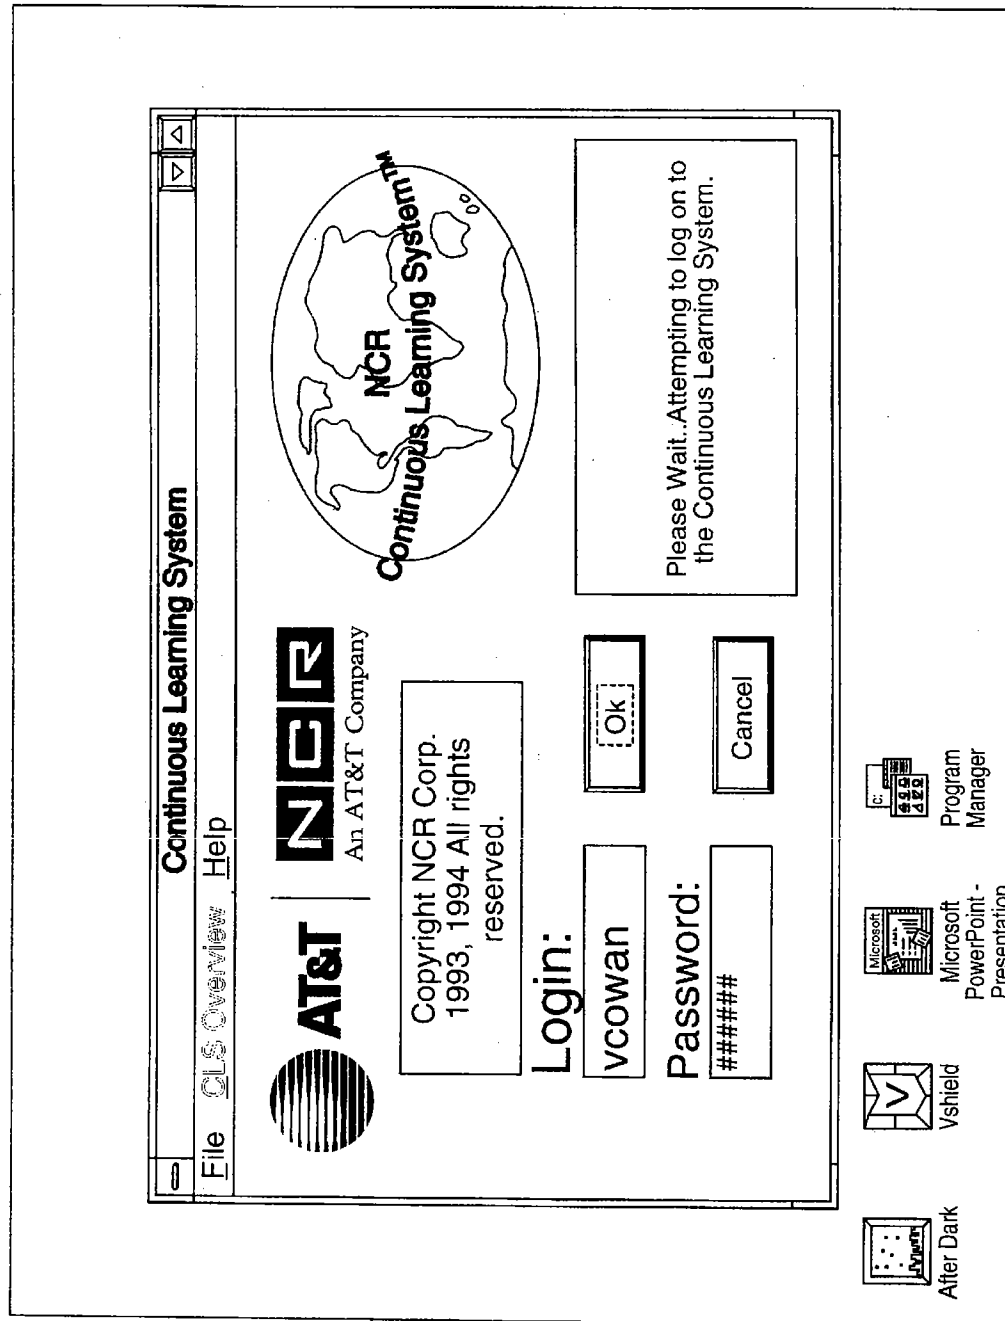 Continuous Learning System
File CLS Overview Help
AT&T
NCR
An AT&T Company
NCR
Continuous Learning System™
Copyright NCR Corp.
1993, 1994 All rights
reserved.
Login:
vcowan
Ok
Please Wait..Attempting to log on to
the Continuous Learning System.
Password:
######
Cancel
After Dark
V
Vshield
Microsoft
Microsoft
PowerPoint -
Presentation
C:
Program
Manager